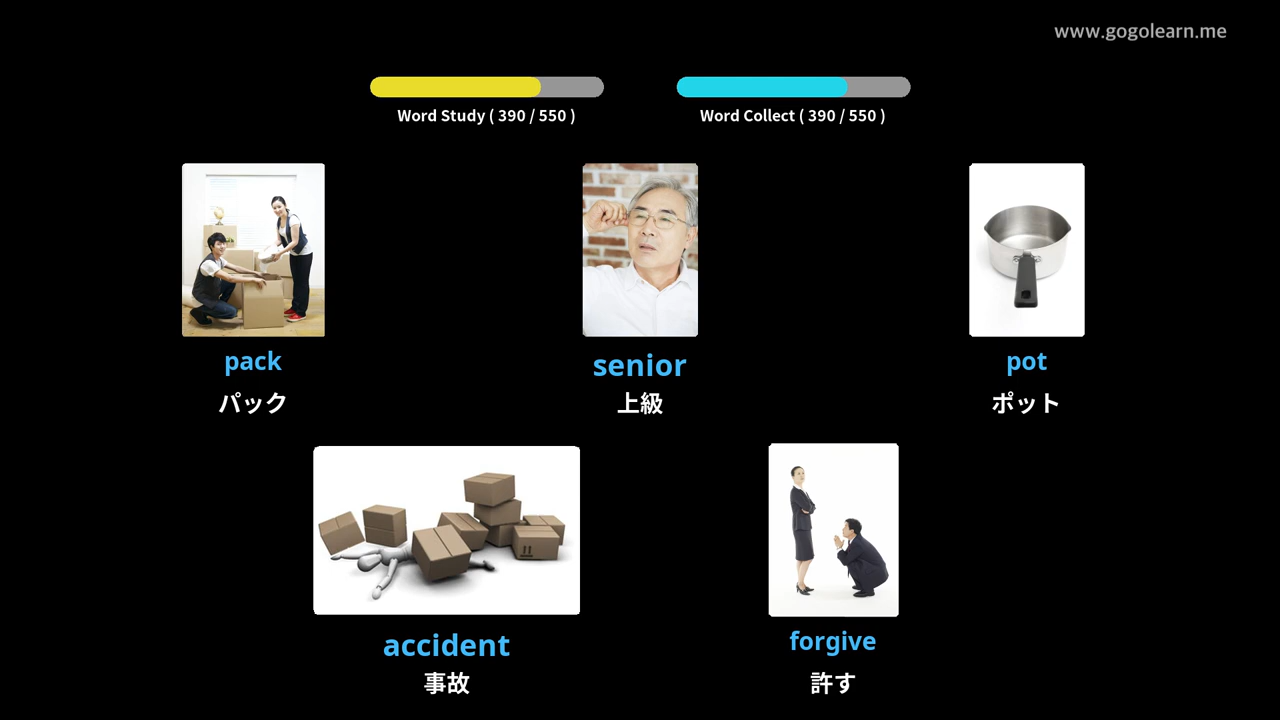 www.gogolearn.me
Word Study ( 390 / 550 )
Word Collect ( 390 / 550 )
pack
パック
senior
上級
pot
ポット
accident
事故
forgive
許す